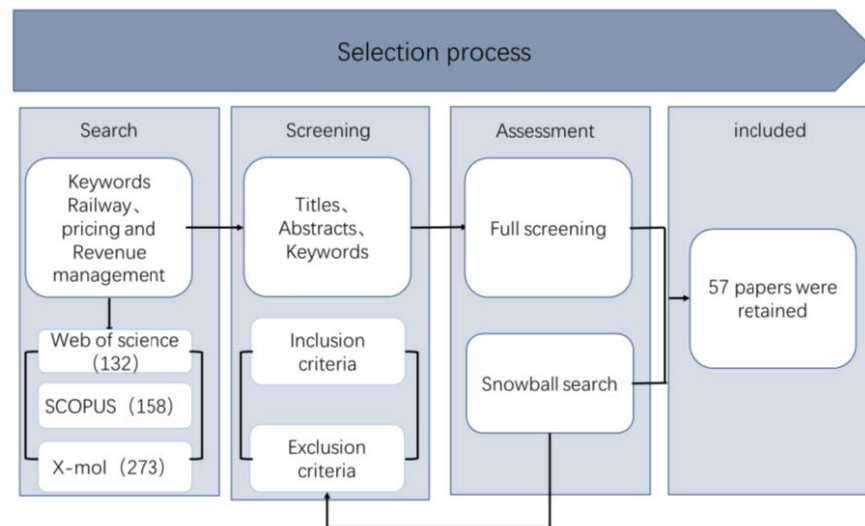 Selection process
Search
Keywords
Railway、
pricing and
Revenue
management
Web of science
(132)
SCOPUS（158）
X-mol（273）
Screening
Titles、
Abstracts、
Keywords
Inclusion
criteria
Exclusion
criteria
Assessment
Full screening
Snowball search
included
57 papers were
retained